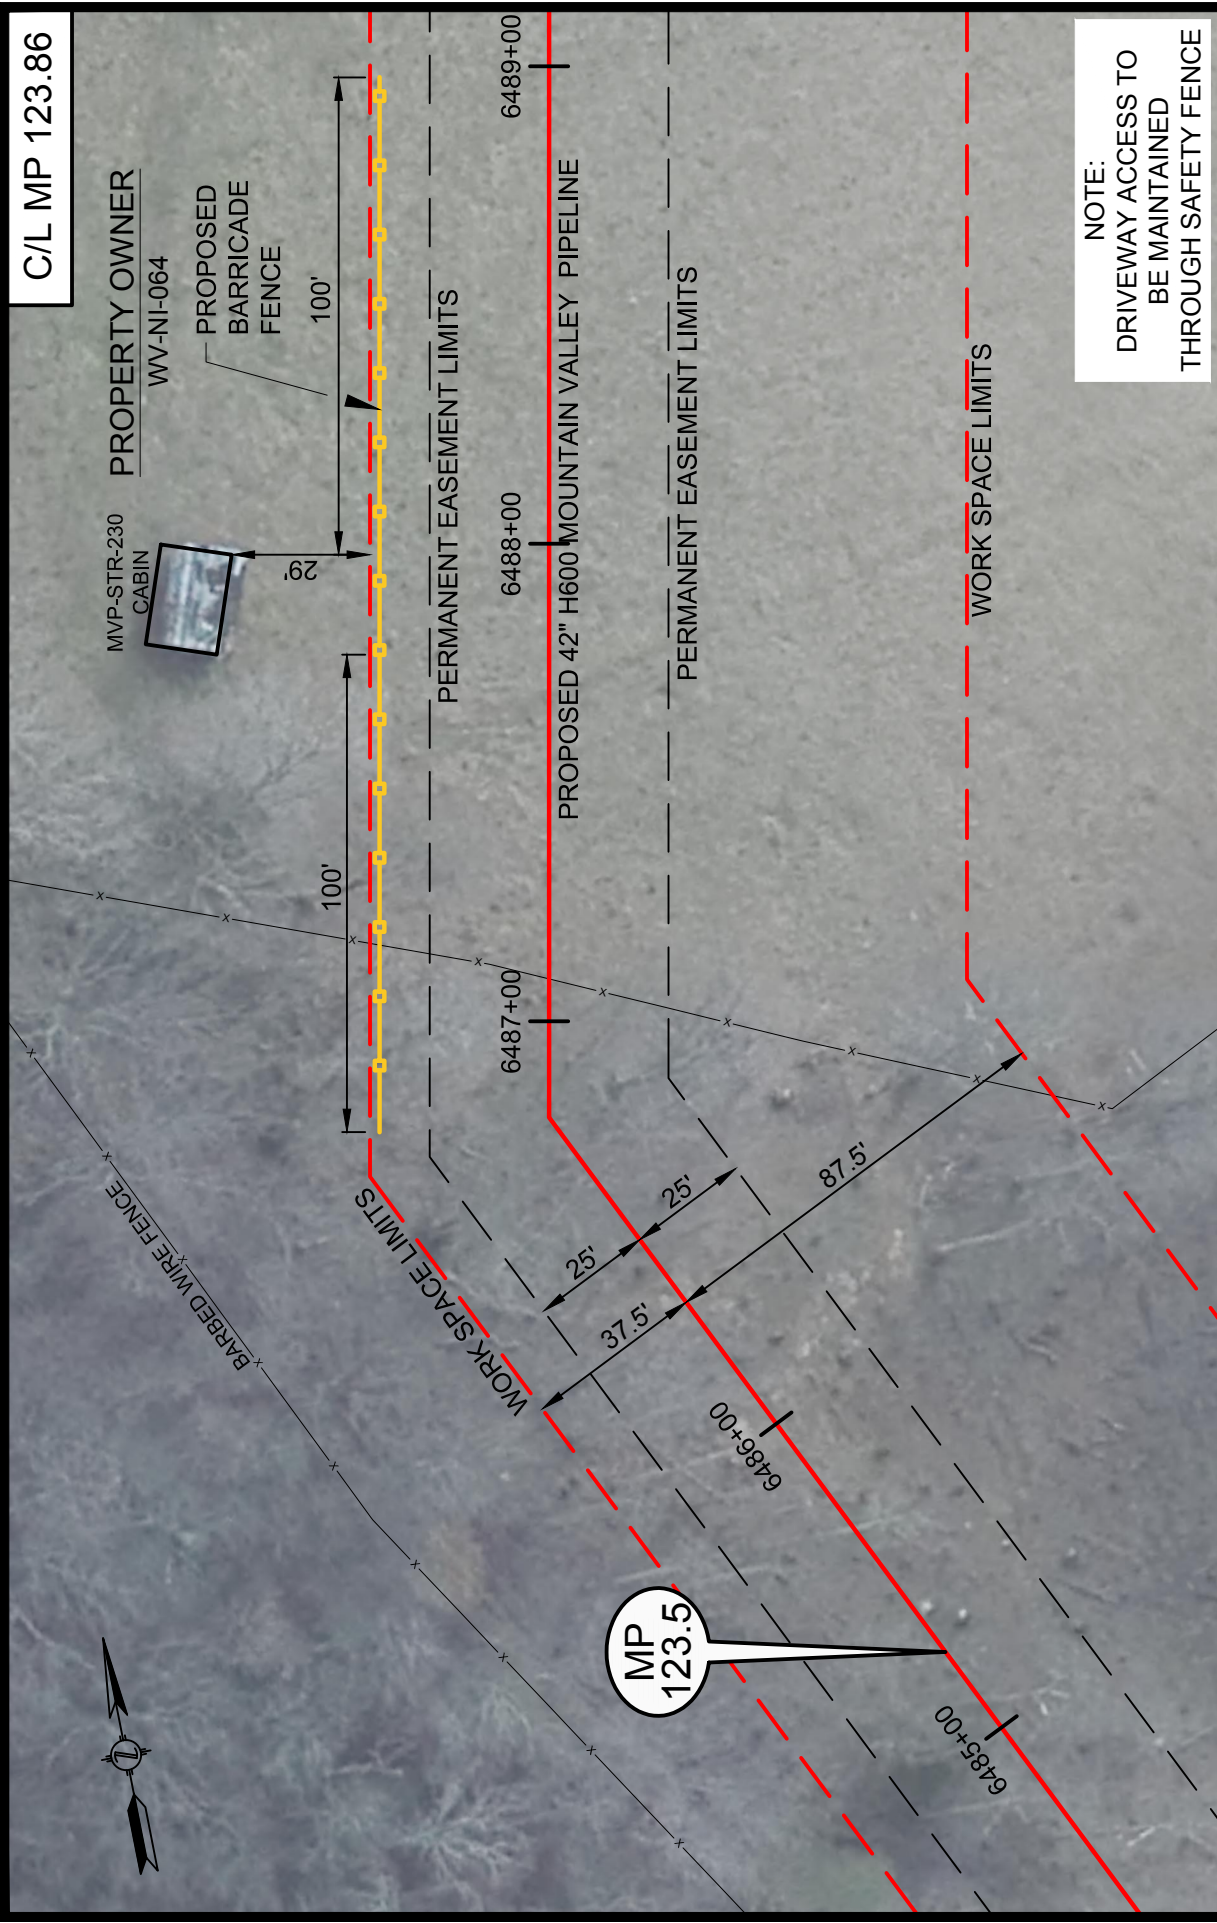 C/L MP 123.86
PROPERTY OWNER
WV-NI-064
PROPOSED
BARRICADE
FENCE
100'
MVP-STR-230
CABIN
29'
100'
PERMANENT EASEMENT LIMITS
6489+00
6488+00
6487+00
PROPOSED 42" H600 MOUNTAIN VALLEY PIPELINE
PERMANENT EASEMENT LIMITS
WORK SPACE LIMITS
NOTE:
DRIVEWAY ACCESS TO
BE MAINTAINED
THROUGH SAFETY FENCE
BARBED WIRE FENCE
WORK SPACE LIMITS
25'
25'
37.5'
87.5'
6486+00
MP
123.5
6485+00
N